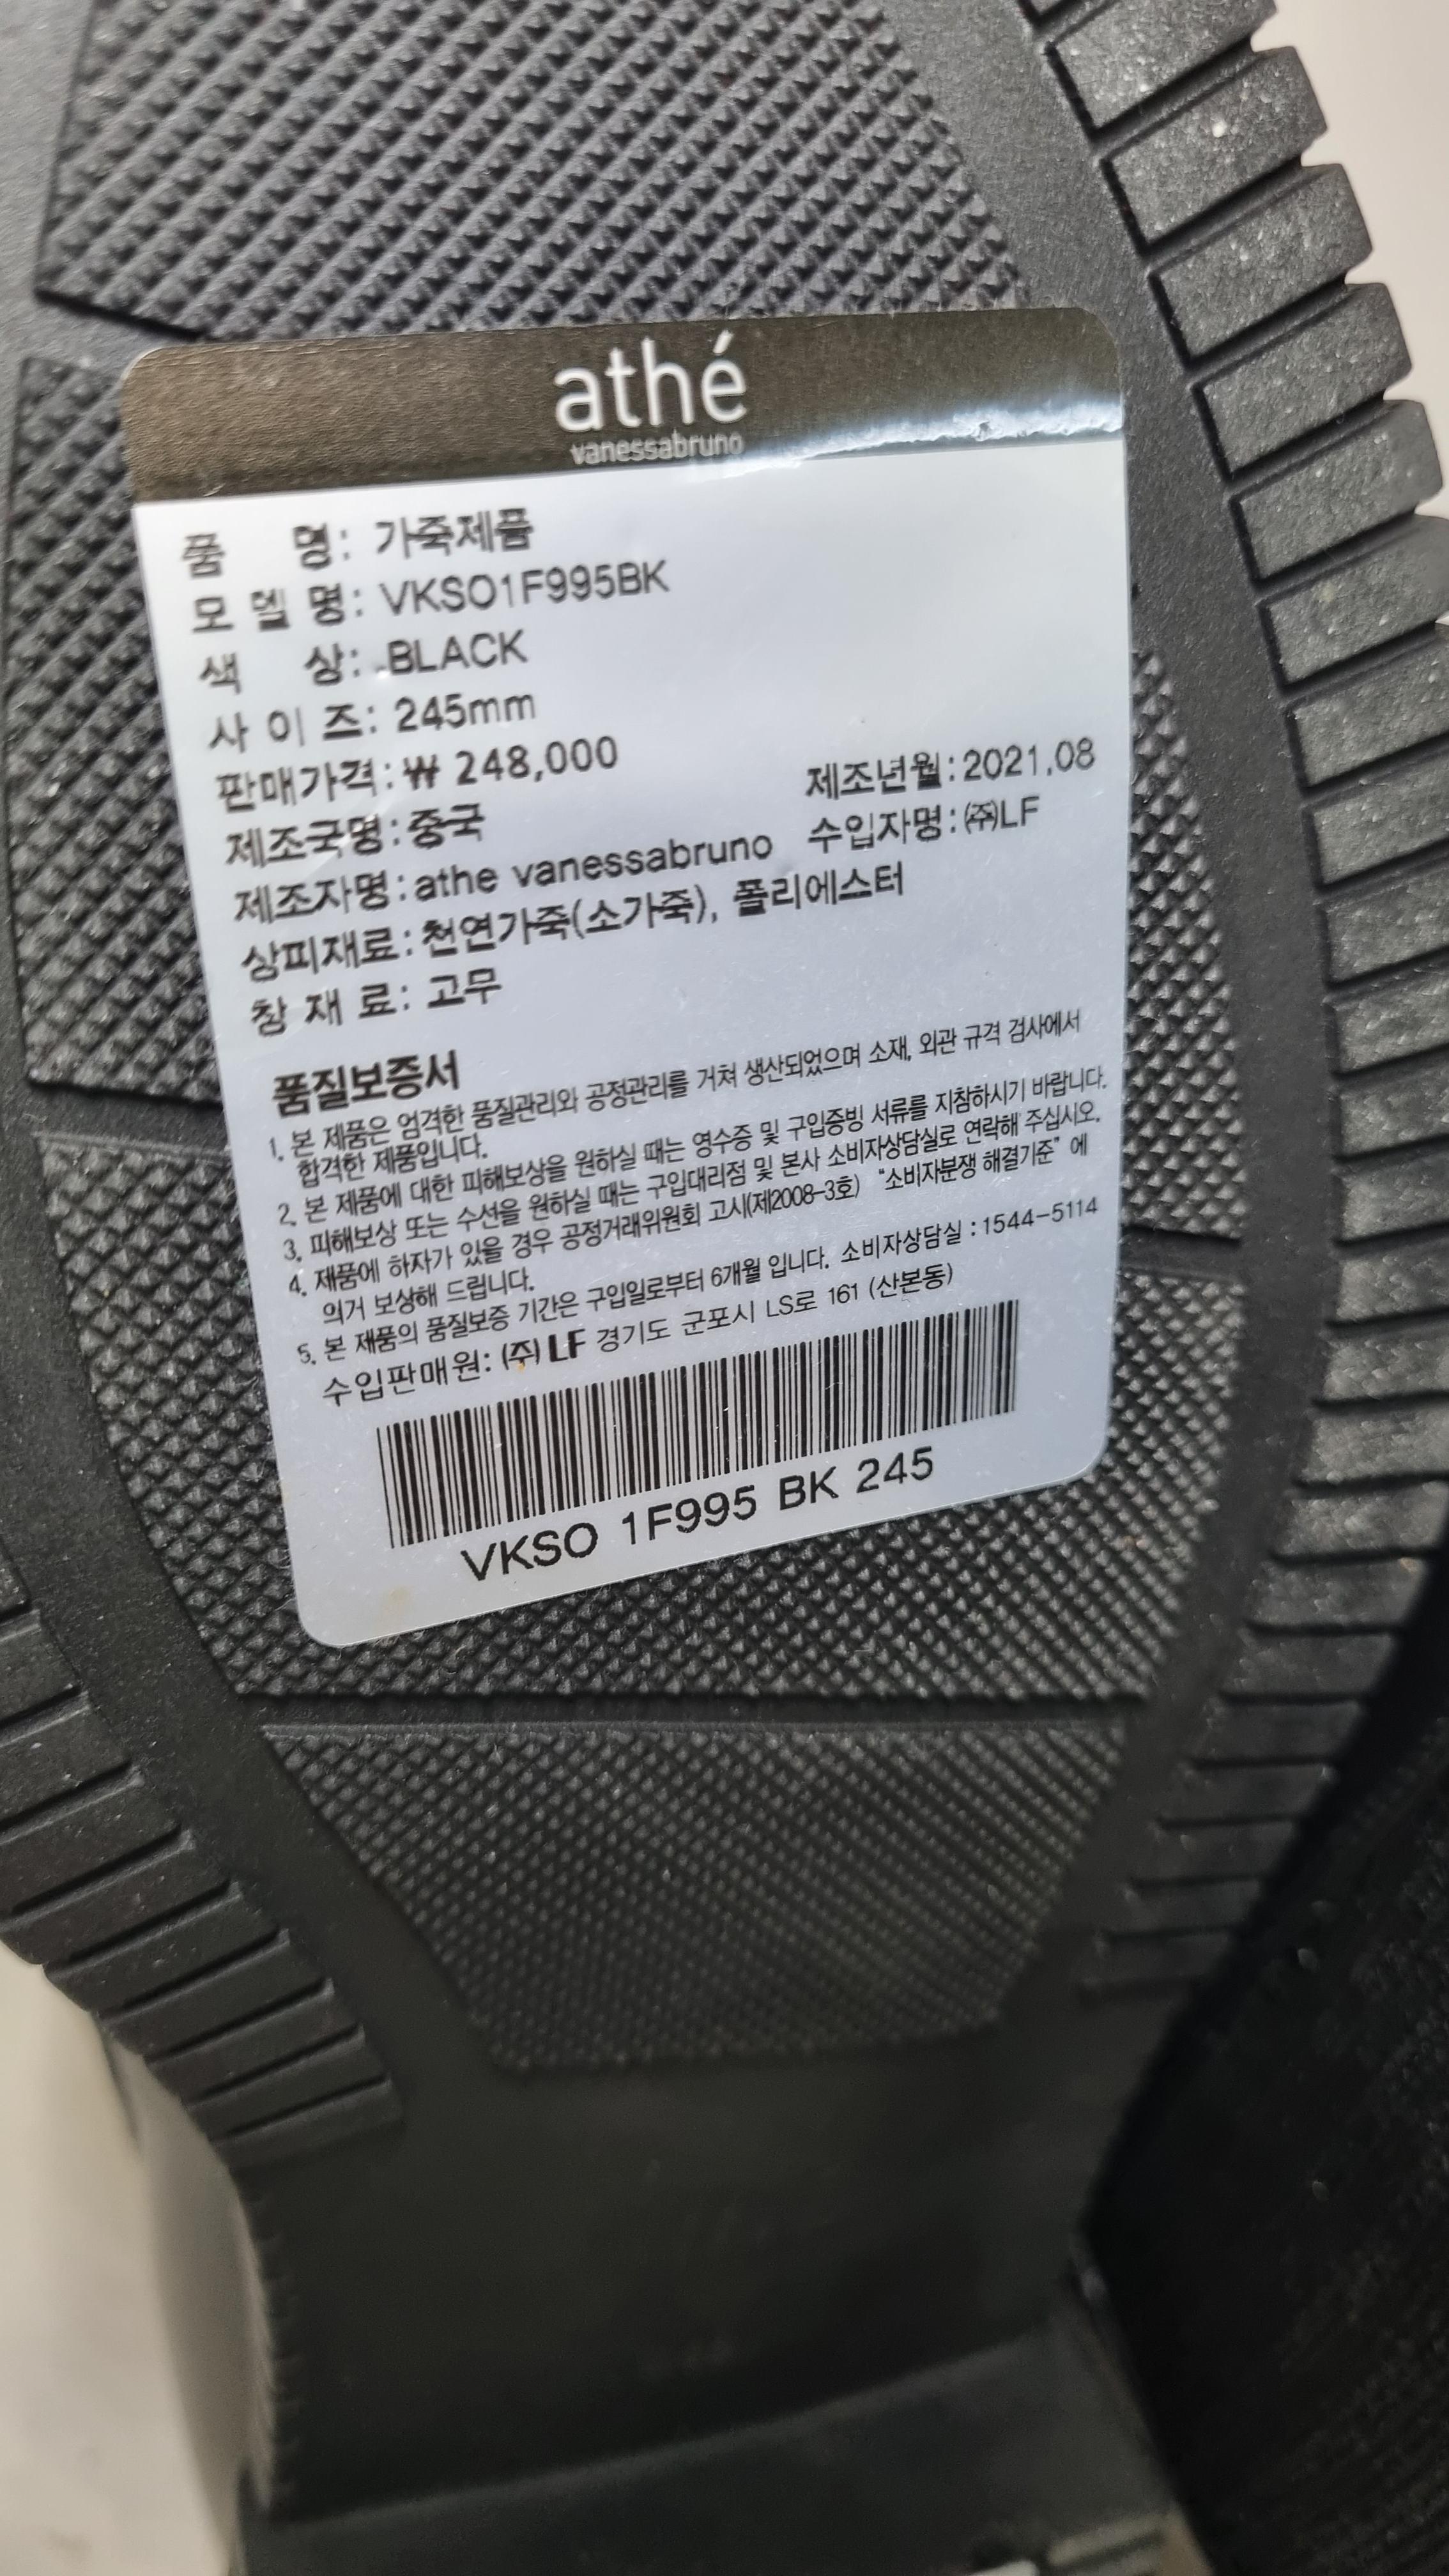 athé
vanessabruno
품 명: 가죽제품
모 델 명: VKSO1F995BK
색 상: BLACK
사 이 즈: 245mm
판매가격: ₩ 248,000
제조국명: 중국 제조년월: 2021.08
제조자명: athe vanessabruno 수입자명: ㈜LF
상피재료: 천연가죽(소가죽), 폴리에스터
창 재 료: 고무
품질보증서
1. 본 제품은 엄격한 품질관리와 공정관리를 거쳐 생산되었으며 소재, 외관 규격 검사에서
합격한 제품입니다.
2. 본 제품에 대한 피해보상을 원하실 때는 영수증 및 구입증빙 서류를 지참하시기 바랍니다.
3. 피해보상 또는 수선을 원하실 때는 구입대리점 및 본사 소비자상담실로 연락해 주십시오.
4. 제품에 하자가 있을 경우 공정거래위원회 고시(제2008-3호) "소비자분쟁 해결기준" 에
의거 보상해 드립니다.
5. 본 제품의 품질보증 기간은 구입일로부터 6개월 입니다. 소비자상담실 : 1544-5114
수입판매원: (주) LF 경기도 군포시 LS로 161 (산본동)
VKSO 1F995 BK 245